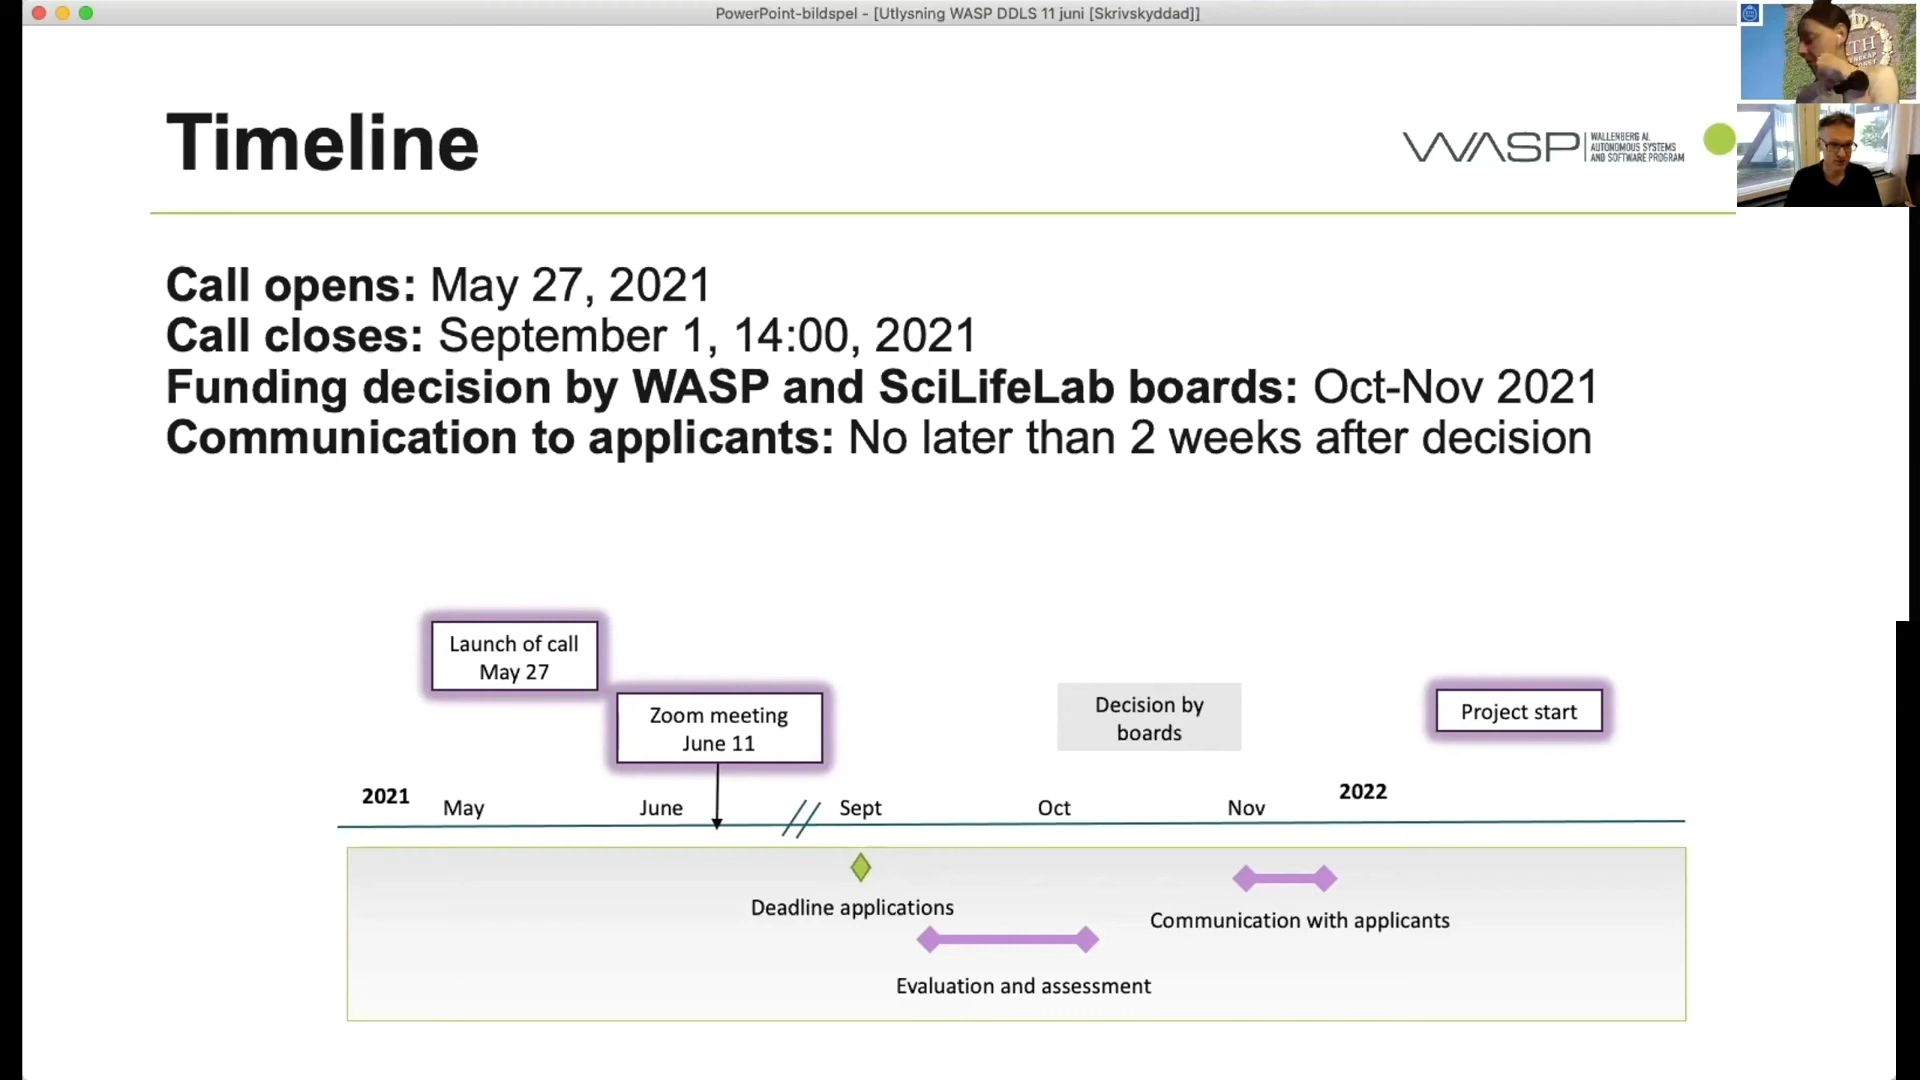 PowerPoint-bildspel - [Utlysning WASP DDLS 11 juni [Skrivskyddad]]
Timeline
WASP
WALLENBERG AI,
AUTONOMOUS SYSTEMS
AND SOFTWARE PROGRAM
Call opens: May 27, 2021
Call closes: September 1, 14:00, 2021
Funding decision by WASP and SciLifeLab boards: Oct-Nov 2021
Communication to applicants: No later than 2 weeks after decision
Launch of call
May 27
Zoom meeting
June 11
Decision by
boards
Project start
2021
May
June
Sept
Oct
Nov
2022
Deadline applications
Communication with applicants
Evaluation and assessment